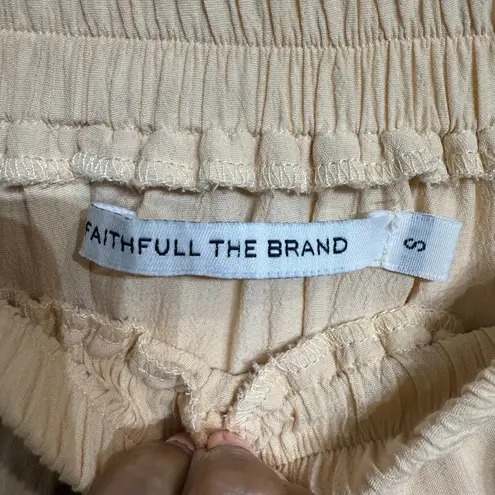 FAITHFULL THE BRAND
S